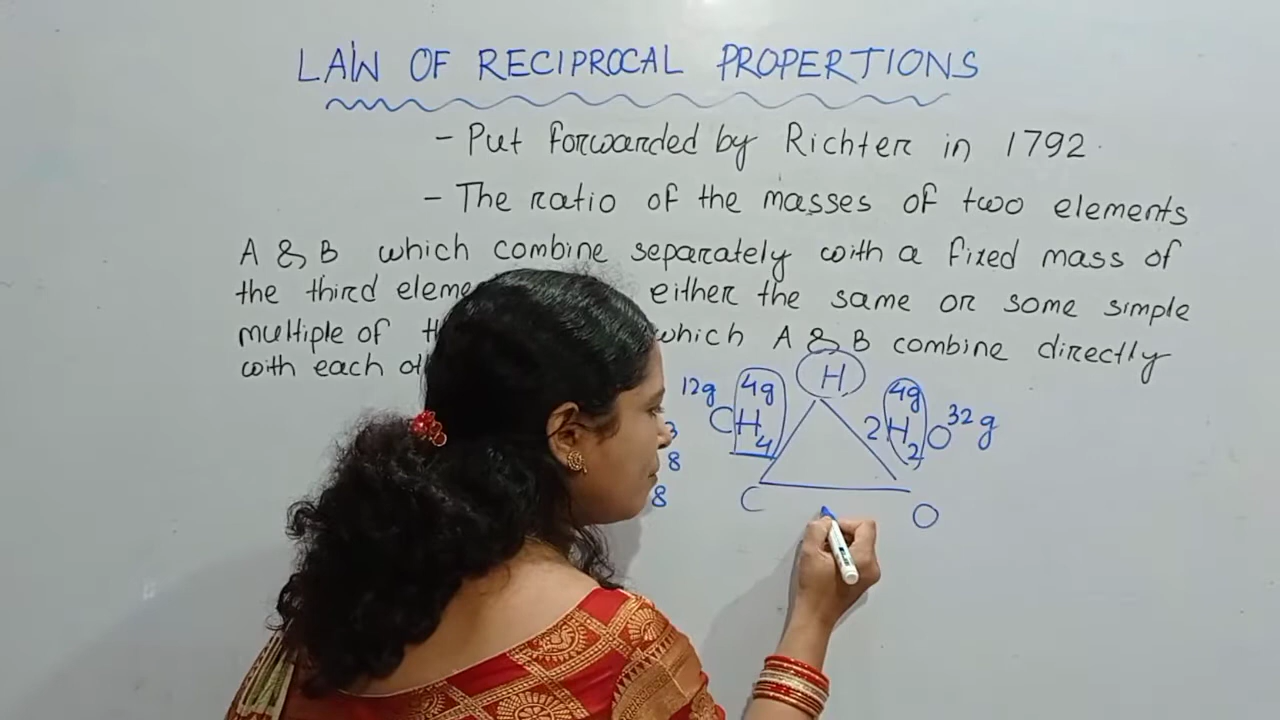 LAW OF RECIPROCAL PROPERTIONS
- Put forwarded by Richter in 1792.
- The ratio of the masses of two elements
A & B which combine separately with a fixed mass of
the third either the same or some simple
multiple of which A & B combine directly
with each
H
12g 4g 4g
CH4 2H2O 32g
3
8
8
C O